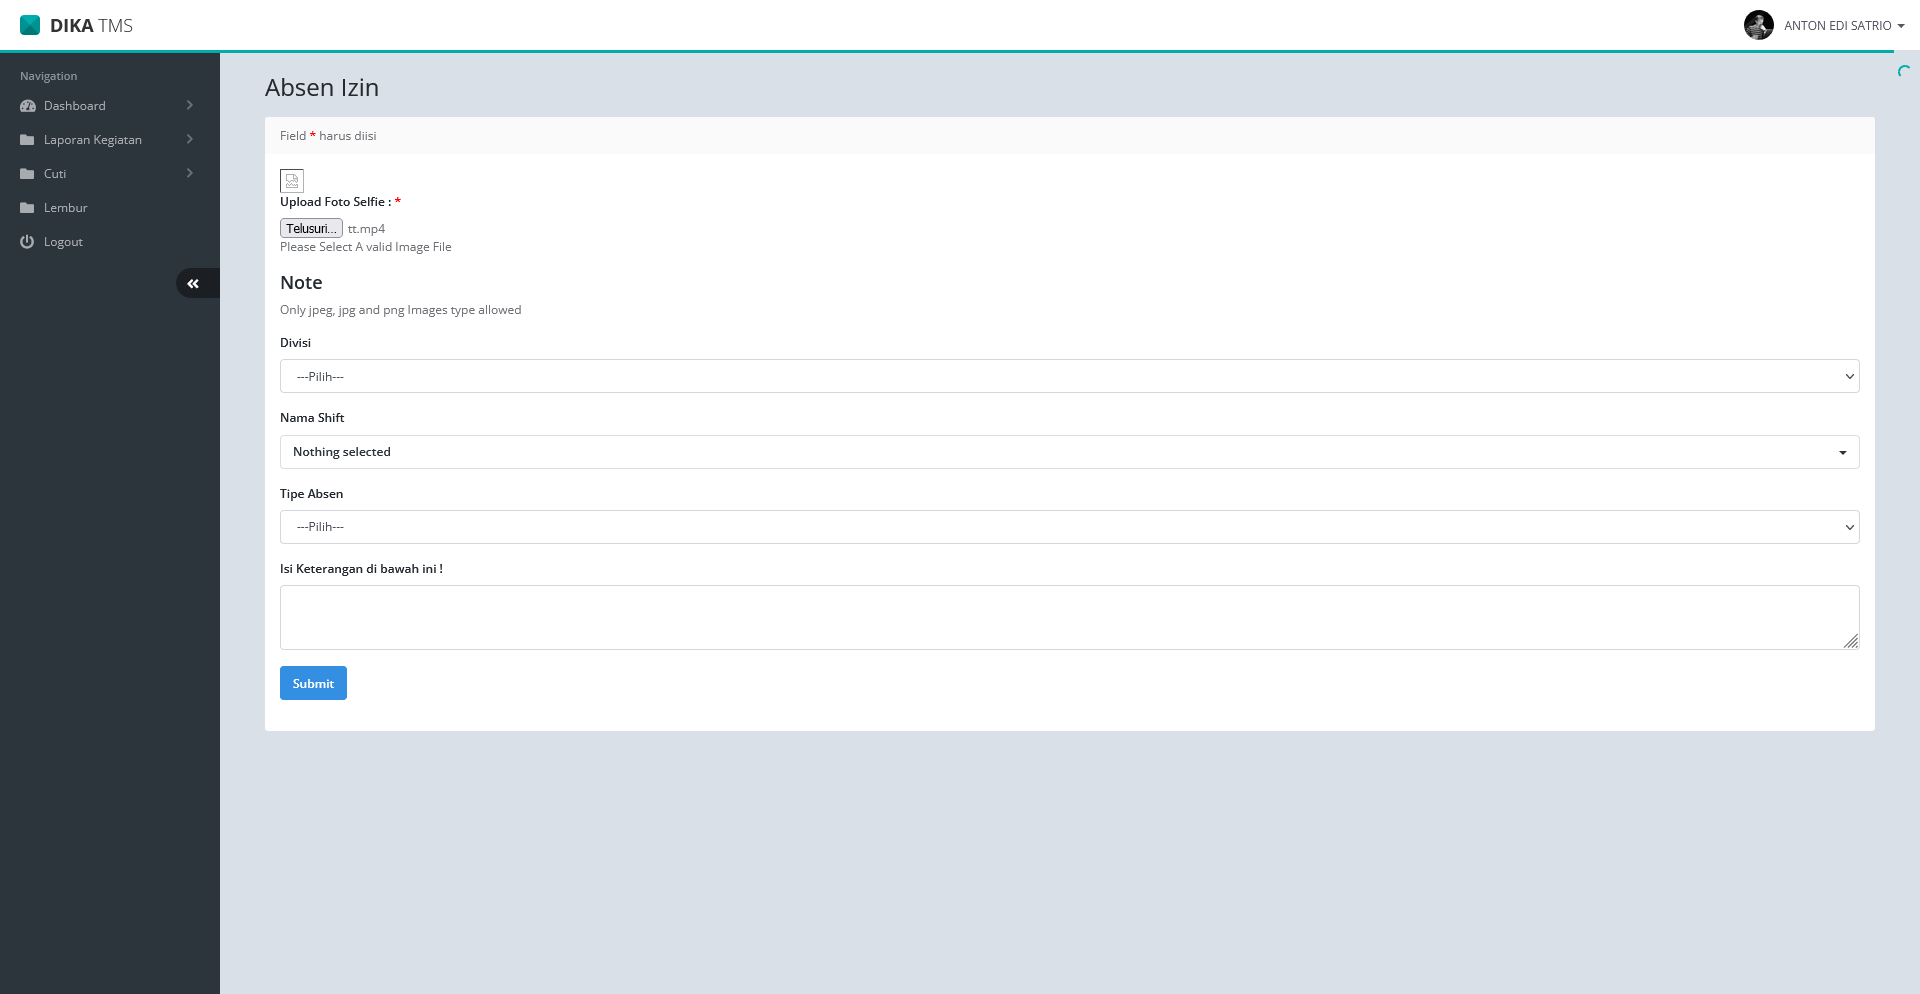 DIKA TMS
ANTON EDI SATRIO
Navigation
Dashboard
Laporan Kegiatan
Cuti
Lembur
Logout
Absen Izin
Field * harus diisi
Upload Foto Selfie : *
Telusuri... tt.mp4
Please Select A valid Image File
Note
Only jpeg, jpg and png Images type allowed
Divisi
---Pilih---
Nama Shift
Nothing selected
Tipe Absen
---Pilih---
Isi Keterangan di bawah ini !
Submit